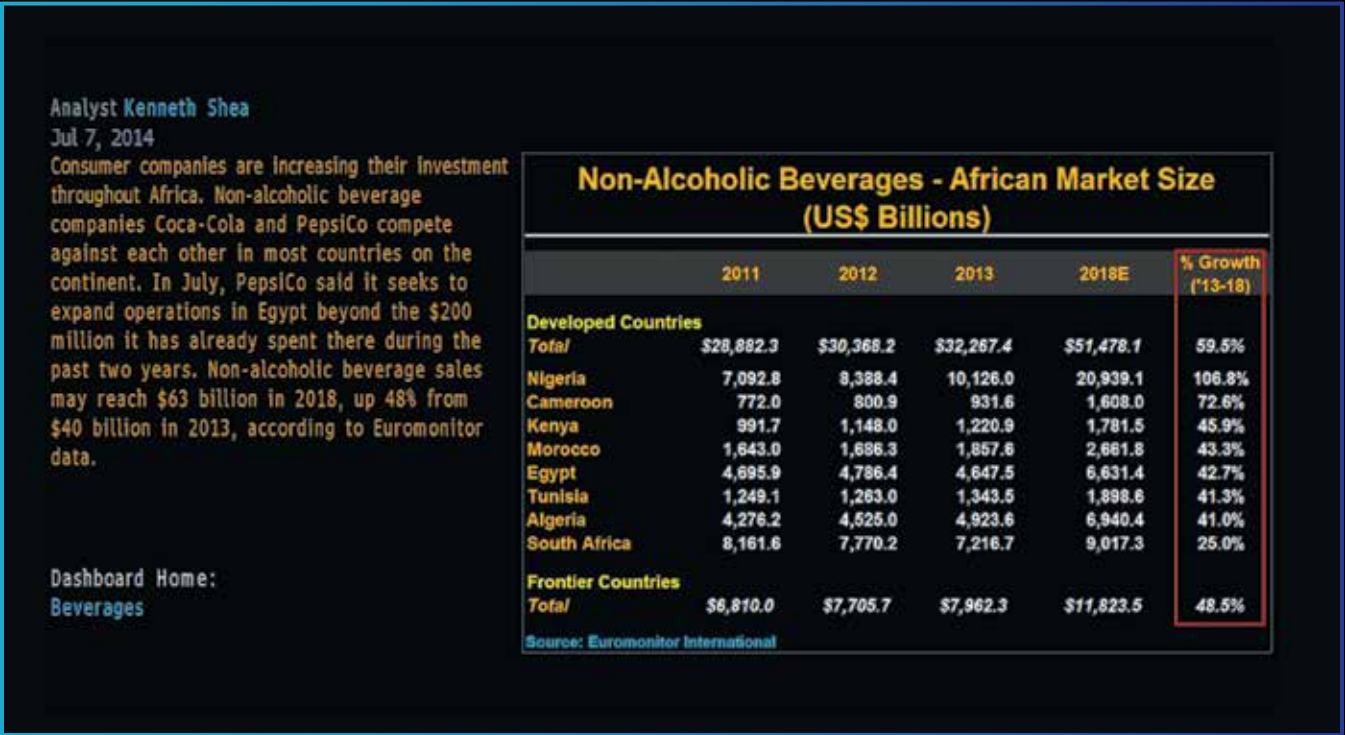 Analyst Kenneth Shea
Jul 7, 2014
Consumer companies are increasing their investment
throughout Africa. Non-alcoholic beverage
companies Coca-Cola and PepsiCo compete
against each other in most countries on the
continent. In July, PepsiCo said it seeks to
expand operations in Egypt beyond the $200
million it has already spent there during the
past two years. Non-alcoholic beverage sales
may reach $63 billion in 2018, up 48% from
$40 billion in 2013, according to Euromonitor
data.
Dashboard Home:
Beverages
Non-Alcoholic Beverages - African Market Size
(US$ Billions)
2011 2012 2013 2018E % Growth ('13-18)
Developed Countries
Total $28,882.3 $30,368.2 $32,267.4 $51,478.1 59.5%
Nigeria 7,092.8 8,388.4 10,126.0 20,939.1 106.8%
Cameroon 772.0 800.9 931.6 1,608.0 72.6%
Kenya 991.7 1,148.0 1,220.9 1,781.5 45.9%
Morocco 1,643.0 1,686.3 1,857.6 2,661.8 43.3%
Egypt 4,695.9 4,786.4 4,647.5 6,631.4 42.7%
Tunisia 1,249.1 1,263.0 1,343.5 1,898.6 41.3%
Algeria 4,276.2 4,525.0 4,923.6 6,940.4 41.0%
South Africa 8,161.6 7,770.2 7,216.7 9,017.3 25.0%
Frontier Countries
Total $6,810.0 $7,705.7 $7,962.3 $11,823.5 48.5%
Source: Euromonitor International